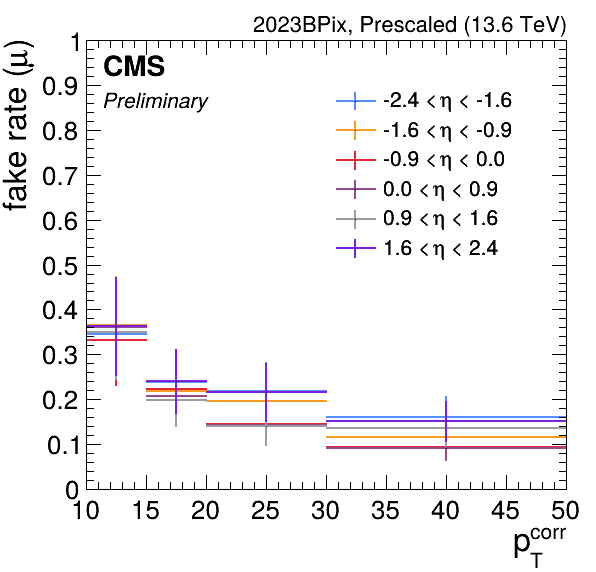 2023BPix, Prescaled (13.6 TeV)
CMS
Preliminary
fake rate (μ)
-2.4 < η < -1.6
-1.6 < η < -0.9
-0.9 < η < 0.0
0.0 < η < 0.9
0.9 < η < 1.6
1.6 < η < 2.4
1
0.9
0.8
0.7
0.6
0.5
0.4
0.3
0.2
0.1
0
10 15 20 25 30 35 40 45 50
p_T^corr